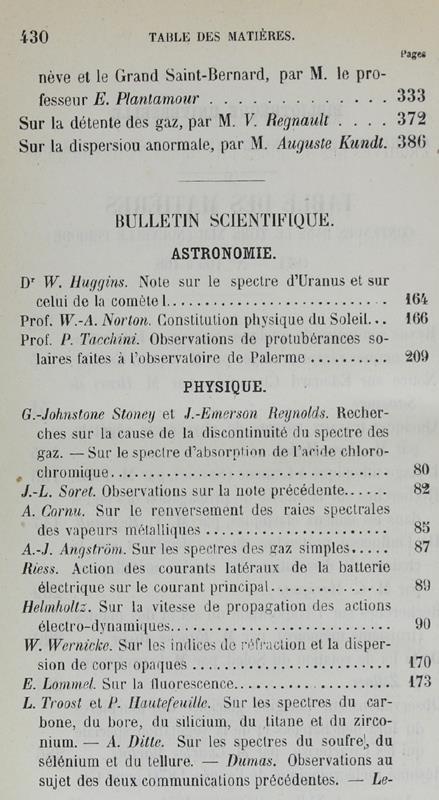 430 TABLE DES MATIÈRES.
Pages
nève et le Grand Saint-Bernard, par M. le pro-
fesseur E. Plantamour . . . . . . . . . . . . . . 333
Sur la détente des gaz, par M. V. Regnault . . . . 372
Sur la dispersion anormale, par M. Auguste Kundt. 386
BULLETIN SCIENTIFIQUE.
ASTRONOMIE.
Dr W. Huggins. Note sur le spectre d'Uranus et sur
celui de la comète I............................ 164
Prof. W.-A. Norton. Constitution physique du Soleil... 166
Prof. P. Tacchini. Observations de protubérances so-
laires faites à l'observatoire de Palerme .......... 209
PHYSIQUE.
G.-Johnstone Stoney et J.-Emerson Reynolds. Recher-
ches sur la cause de la discontinuité du spectre des
gaz. — Sur le spectre d'absorption de l'acide chloro-
chromique.................................... 80
J.-L. Soret. Observations sur la note précédente...... 82
A. Cornu. Sur le renversement des raies spectrales
des vapeurs métalliques ........................ 85
A.-J. Angström. Sur les spectres des gaz simples..... 87
Riess. Action des courants latéraux de la batterie
électrique sur le courant principal................ 89
Helmholtz. Sur la vitesse de propagation des actions
électro-dynamiques............................ 90
W. Wernicke. Sur les indices de réfraction et la disper-
sion de corps opaques .......................... 170
E. Lommel. Sur la fluorescence.................... 173
L. Troost et P. Hautefeuille. Sur les spectres du car-
bone, du bore, du silicium, du titane et du zirco-
nium. — A. Ditte. Sur les spectres du soufre, du
sélénium et du tellure. — Dumas. Observations au
sujet des deux communications précédentes. — Le-